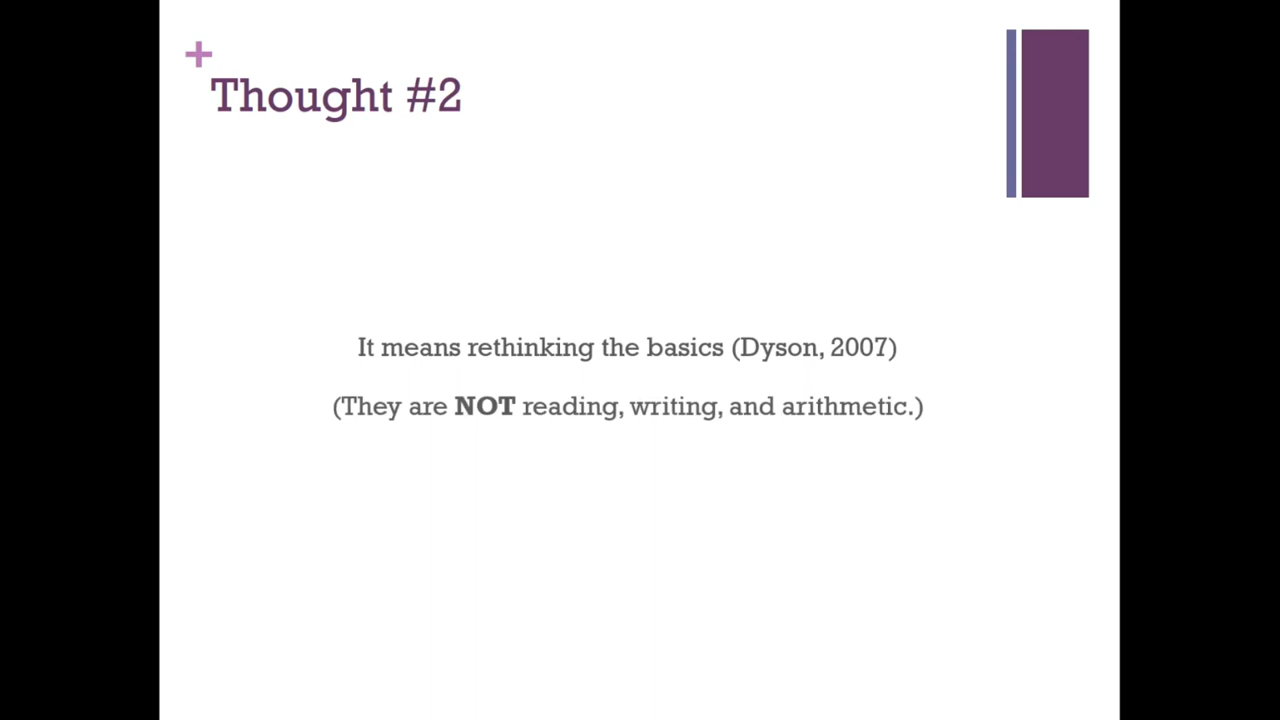 +
Thought #2
It means rethinking the basics (Dyson, 2007)
(They are NOT reading, writing, and arithmetic.)